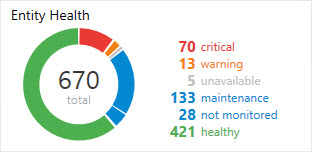 Entity Health
670
total
70 critical
13 warning
5 unavailable
133 maintenance
28 not monitored
421 healthy